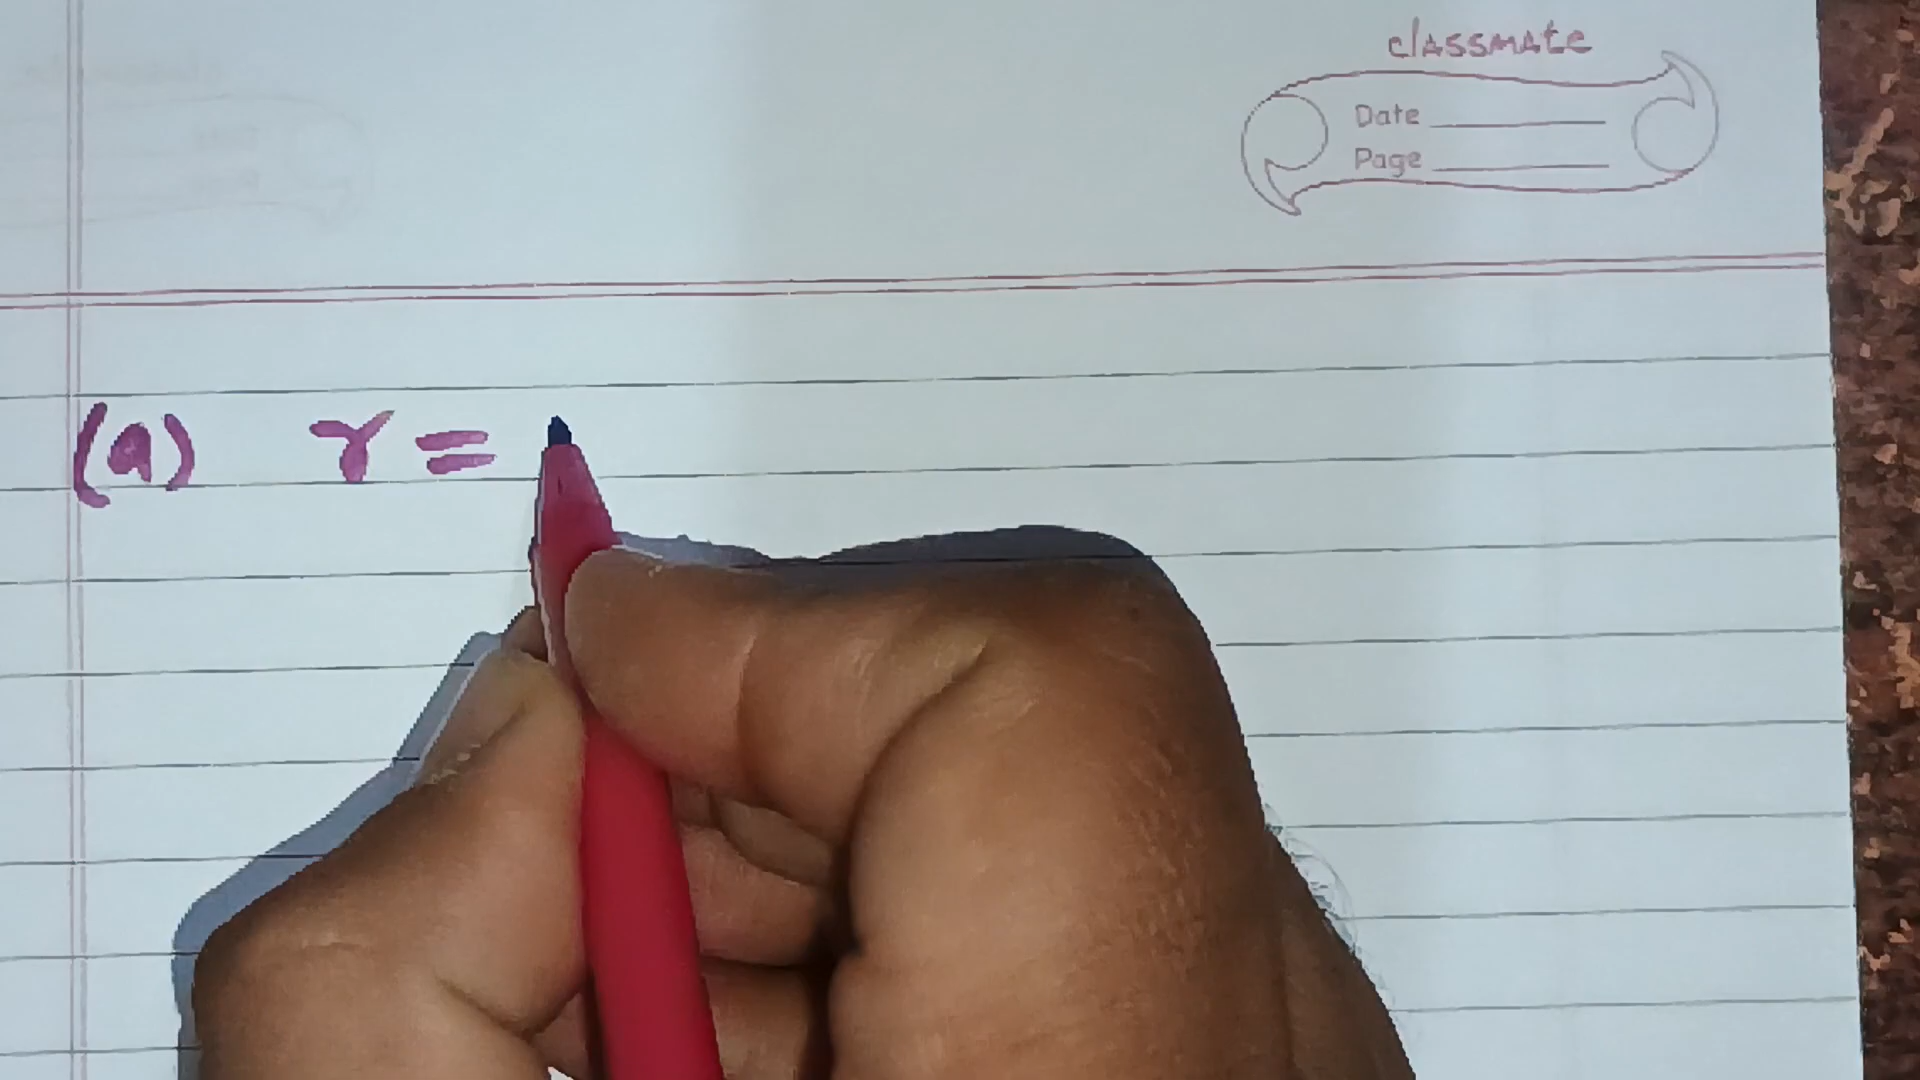 classmate
Date
Page
(a) r =